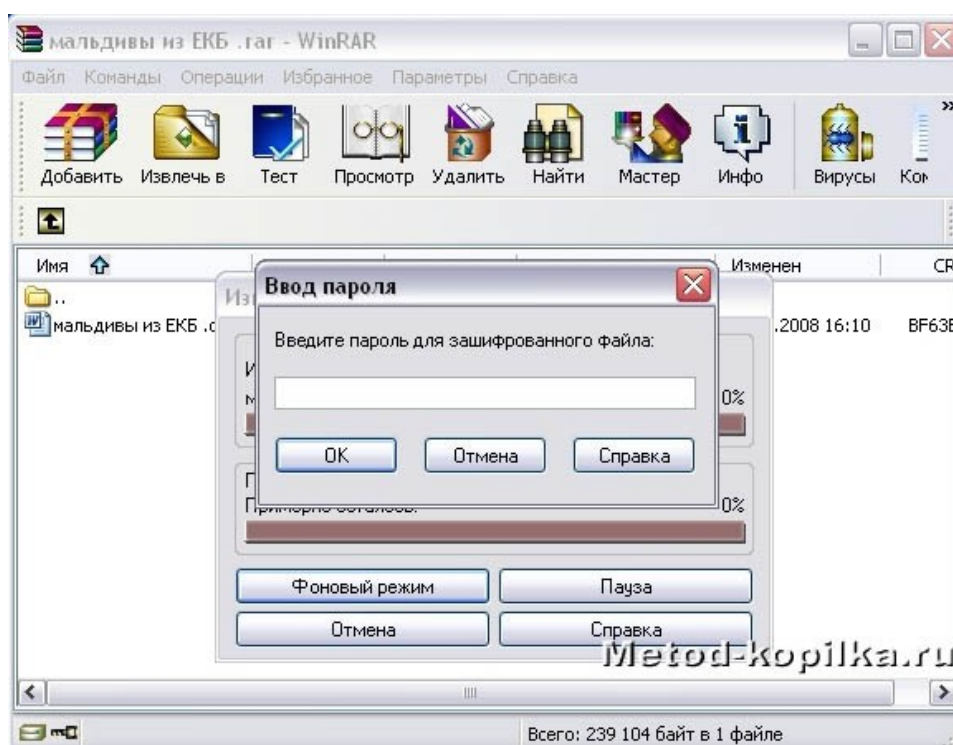 мальдивы из ЕКБ .rar - WinRAR
Файл Команды Операции Избранное Параметры Справка
Добавить Извлечь в Тест Просмотр Удалить Найти Мастер Инфо Вирусы
Имя Изменен CR
..
мальдивы из ЕКБ .d .2008 16:10 BF63E
Ввод пароля
Введите пароль для зашифрованного файла:
0%
OK Отмена Справка
0%
Фоновый режим Пауза
Отмена Справка
Metod-kopilka.ru
Всего: 239 104 байт в 1 файле